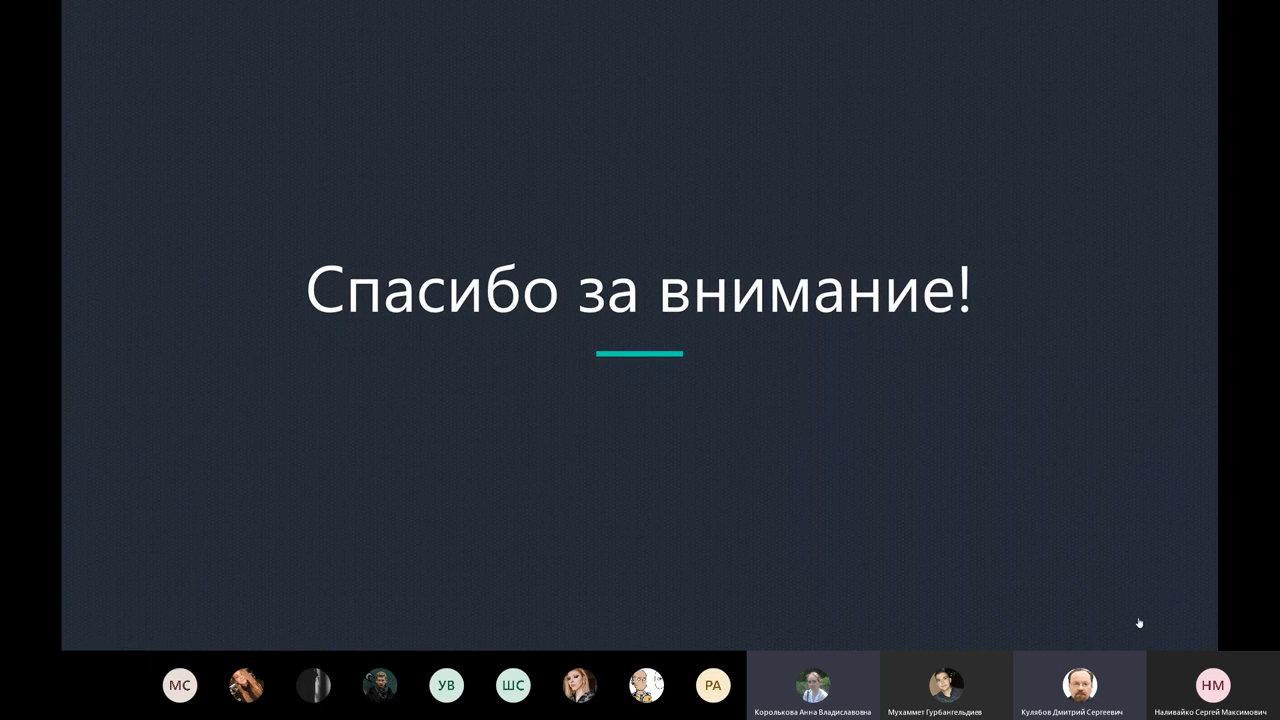 Спасибо за внимание!
МС
УВ
ШС
РА
НМ
Королькова Анна Владиславовна
Мухаммет Гурбангельдиев
Кулябов Дмитрий Сергеевич
Наливайко Сергей Максимович